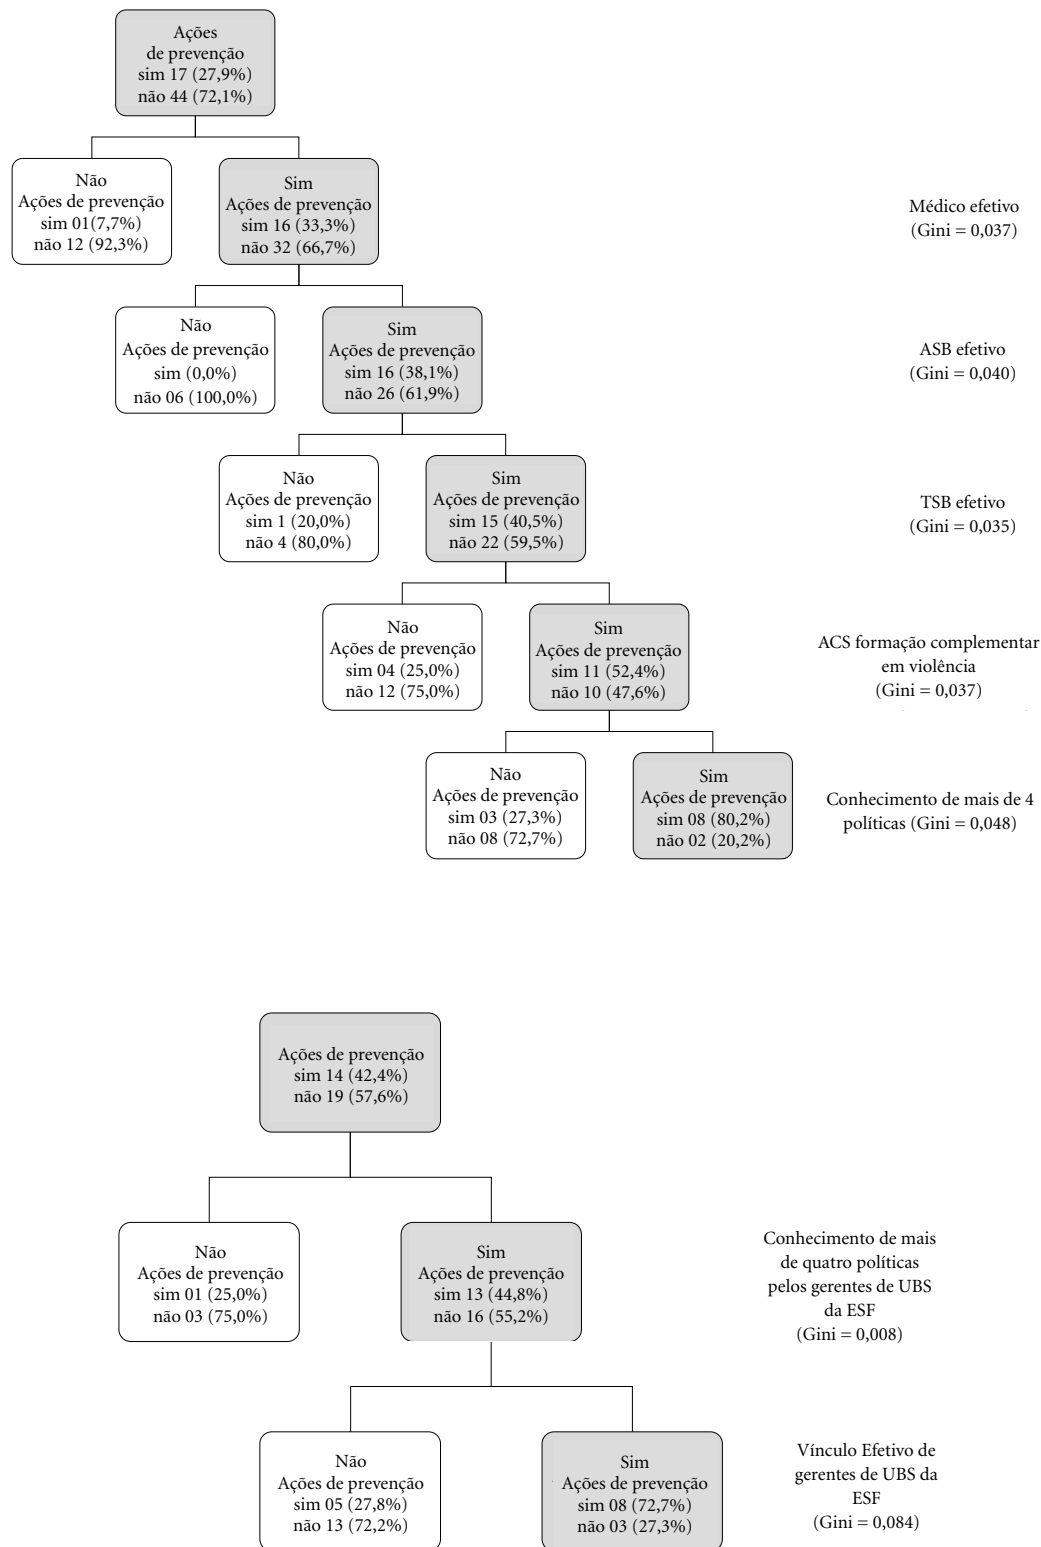 Ações
de prevenção
sim 17 (27,9%)
não 44 (72,1%)
Não
Ações de prevenção
sim 01(7,7%)
não 12 (92,3%)
Sim
Ações de prevenção
sim 16 (33,3%)
não 32 (66,7%)
Médico efetivo
(Gini = 0,037)
Não
Ações de prevenção
sim (0,0%)
não 06 (100,0%)
Sim
Ações de prevenção
sim 16 (38,1%)
não 26 (61,9%)
ASB efetivo
(Gini = 0,040)
Não
Ações de prevenção
sim 1 (20,0%)
não 4 (80,0%)
Sim
Ações de prevenção
sim 15 (40,5%)
não 22 (59,5%)
TSB efetivo
(Gini = 0,035)
Não
Ações de prevenção
sim 04 (25,0%)
não 12 (75,0%)
Sim
Ações de prevenção
sim 11 (52,4%)
não 10 (47,6%)
ACS formação complementar
em violência
(Gini = 0,037)
Não
Ações de prevenção
sim 03 (27,3%)
não 08 (72,7%)
Sim
Ações de prevenção
sim 08 (80,2%)
não 02 (20,2%)
Conhecimento de mais de 4
políticas (Gini = 0,048)
Ações de prevenção
sim 14 (42,4%)
não 19 (57,6%)
Não
Ações de prevenção
sim 01 (25,0%)
não 03 (75,0%)
Sim
Ações de prevenção
sim 13 (44,8%)
não 16 (55,2%)
Conhecimento de mais
de quatro políticas
pelos gerentes de UBS
da ESF
(Gini = 0,008)
Não
Ações de prevenção
sim 05 (27,8%)
não 13 (72,2%)
Sim
Ações de prevenção
sim 08 (72,7%)
não 03 (27,3%)
Vínculo Efetivo de
gerentes de UBS da
ESF
(Gini = 0,084)